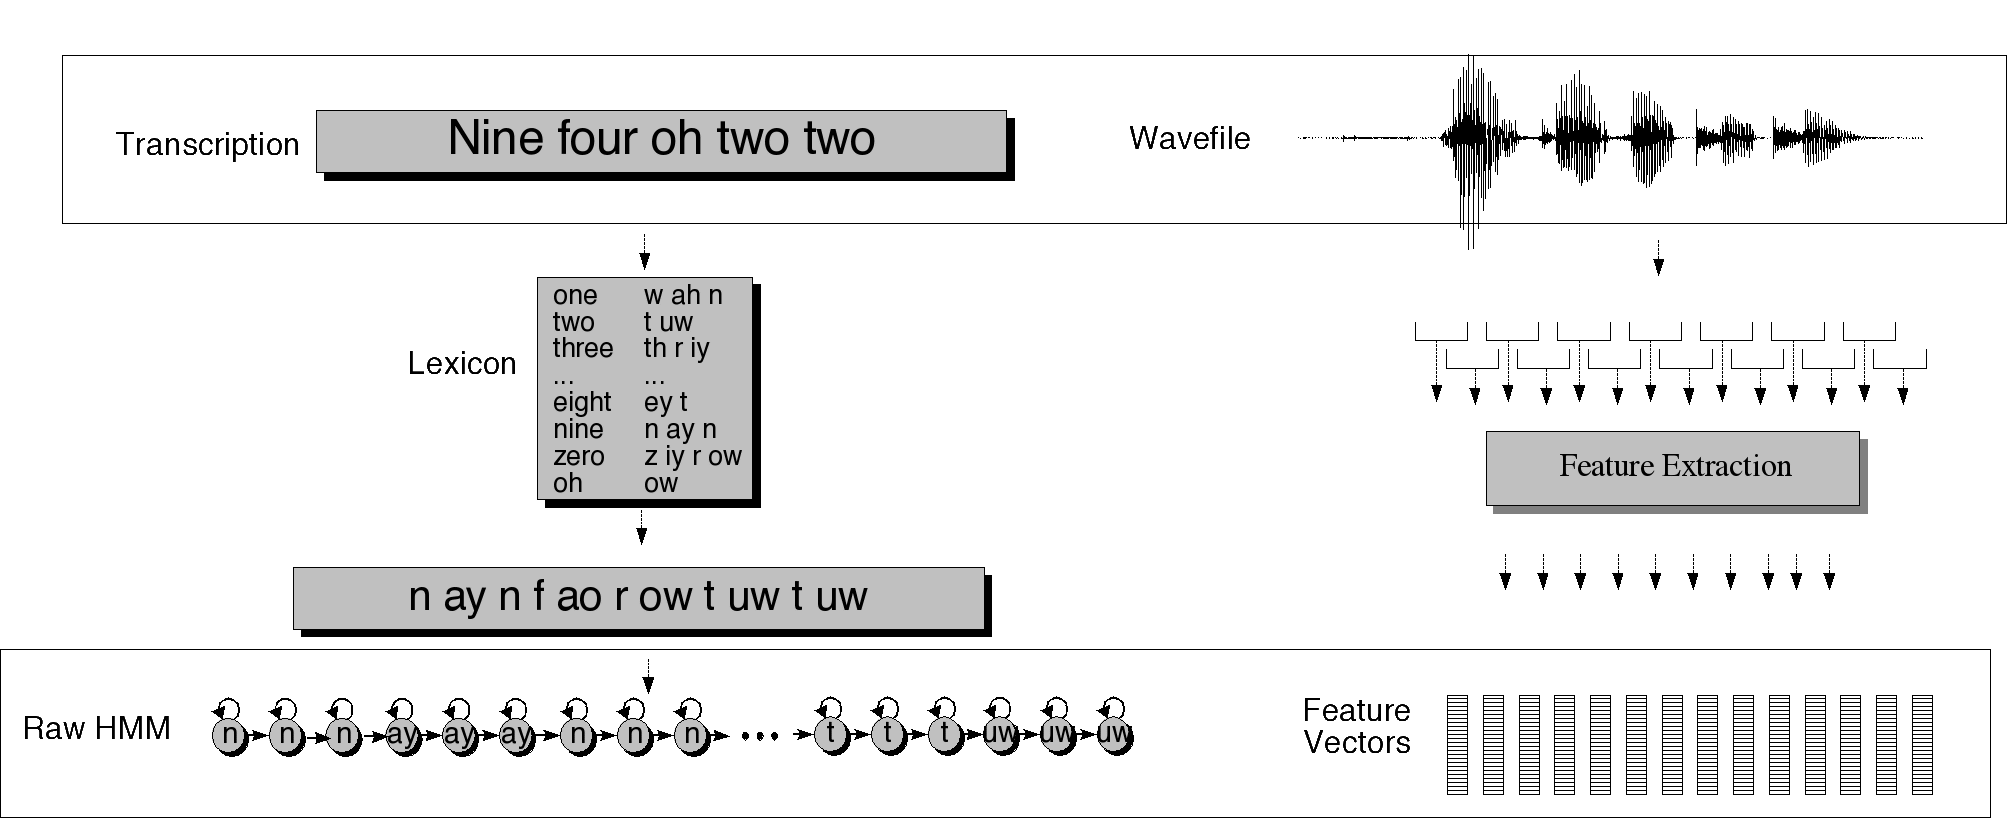 Transcription
Nine four oh two two
Wavefile
Lexicon
one w ah n
two t uw
three th r iy
... ...
eight ey t
nine n ay n
zero z iy r ow
oh ow
Feature Extraction
n ay n f ao r ow t uw t uw
Raw HMM
n n n ay ay ay n n n ... t t t uw uw uw
Feature
Vectors